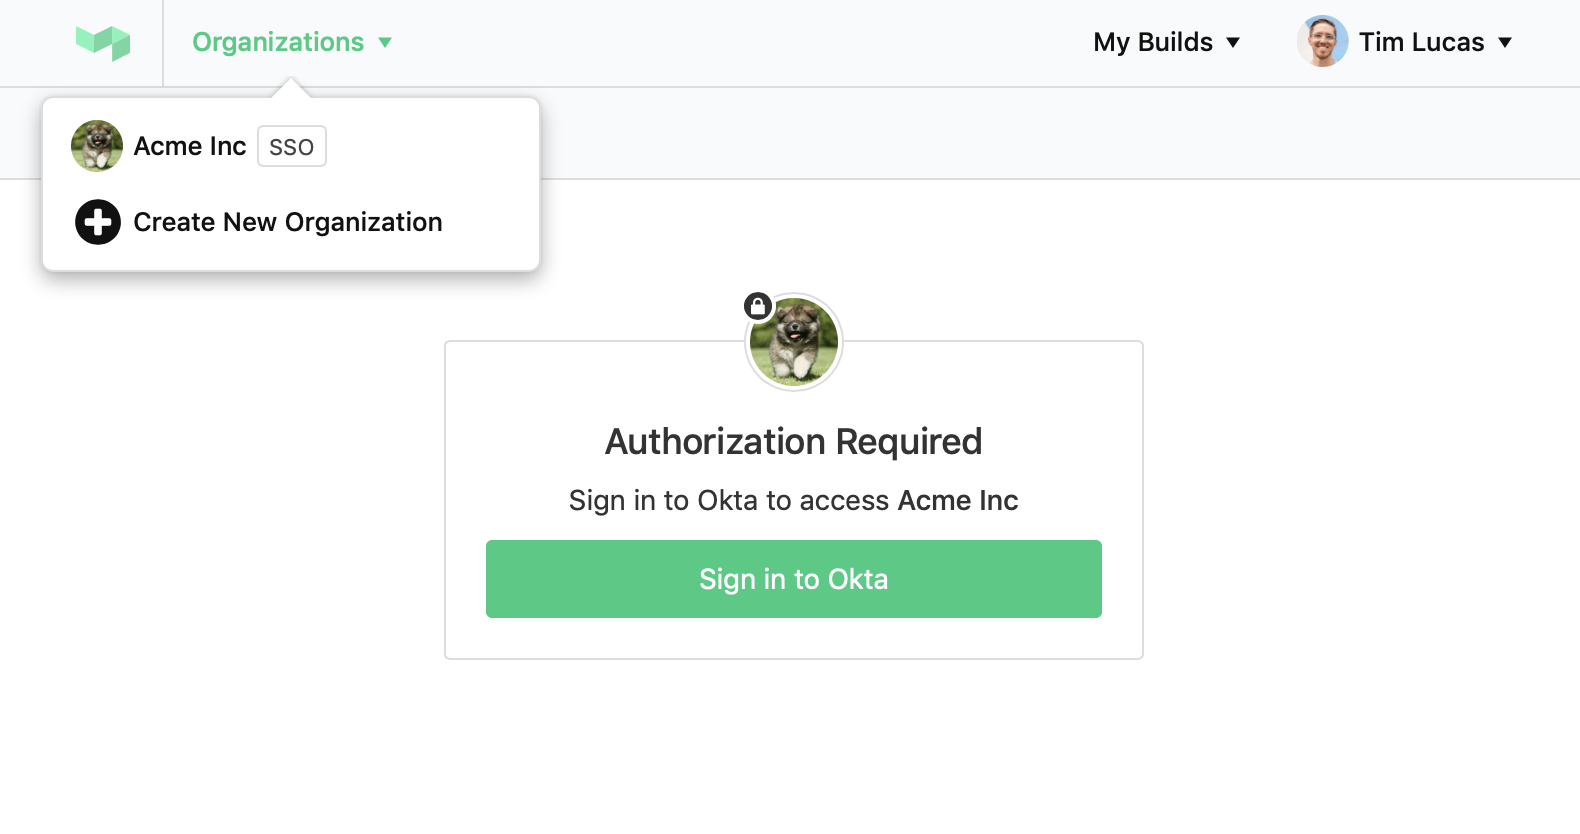 Organizations
My Builds
Tim Lucas
Acme Inc SSO
Create New Organization
Authorization Required
Sign in to Okta to access Acme Inc
Sign in to Okta